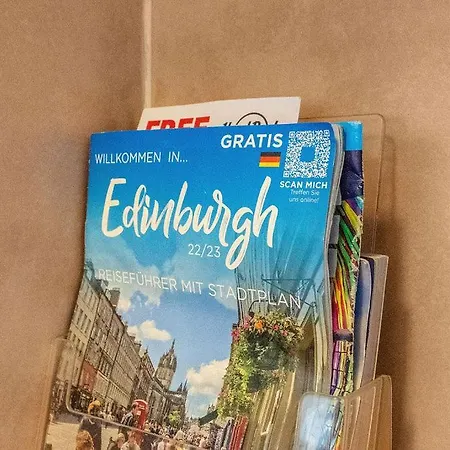 FREE
GRATIS
WILLKOMMEN IN...
SCAN MICH
Treffen Sie
uns online!
Edinburgh
22/23
REISEFÜHRER MIT STADTPLAN